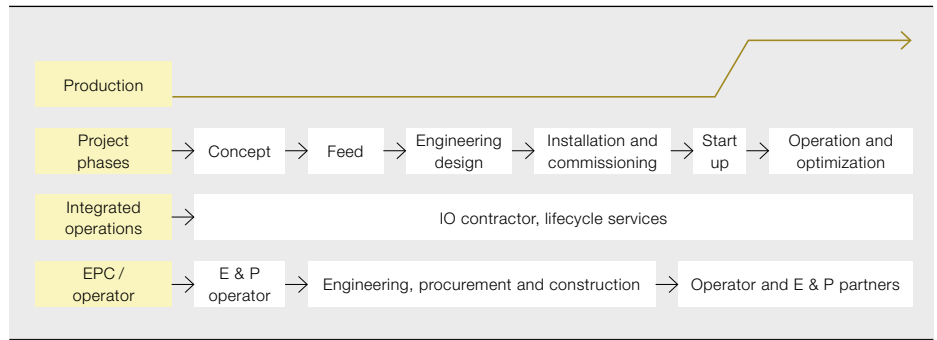 Production
Project
phases
Concept
Feed
Engineering
design
Installation and
commissioning
Start
up
Operation and
optimization
Integrated
operations
IO contractor, lifecycle services
EPC /
operator
E & P
operator
Engineering, procurement and construction
Operator and E & P partners